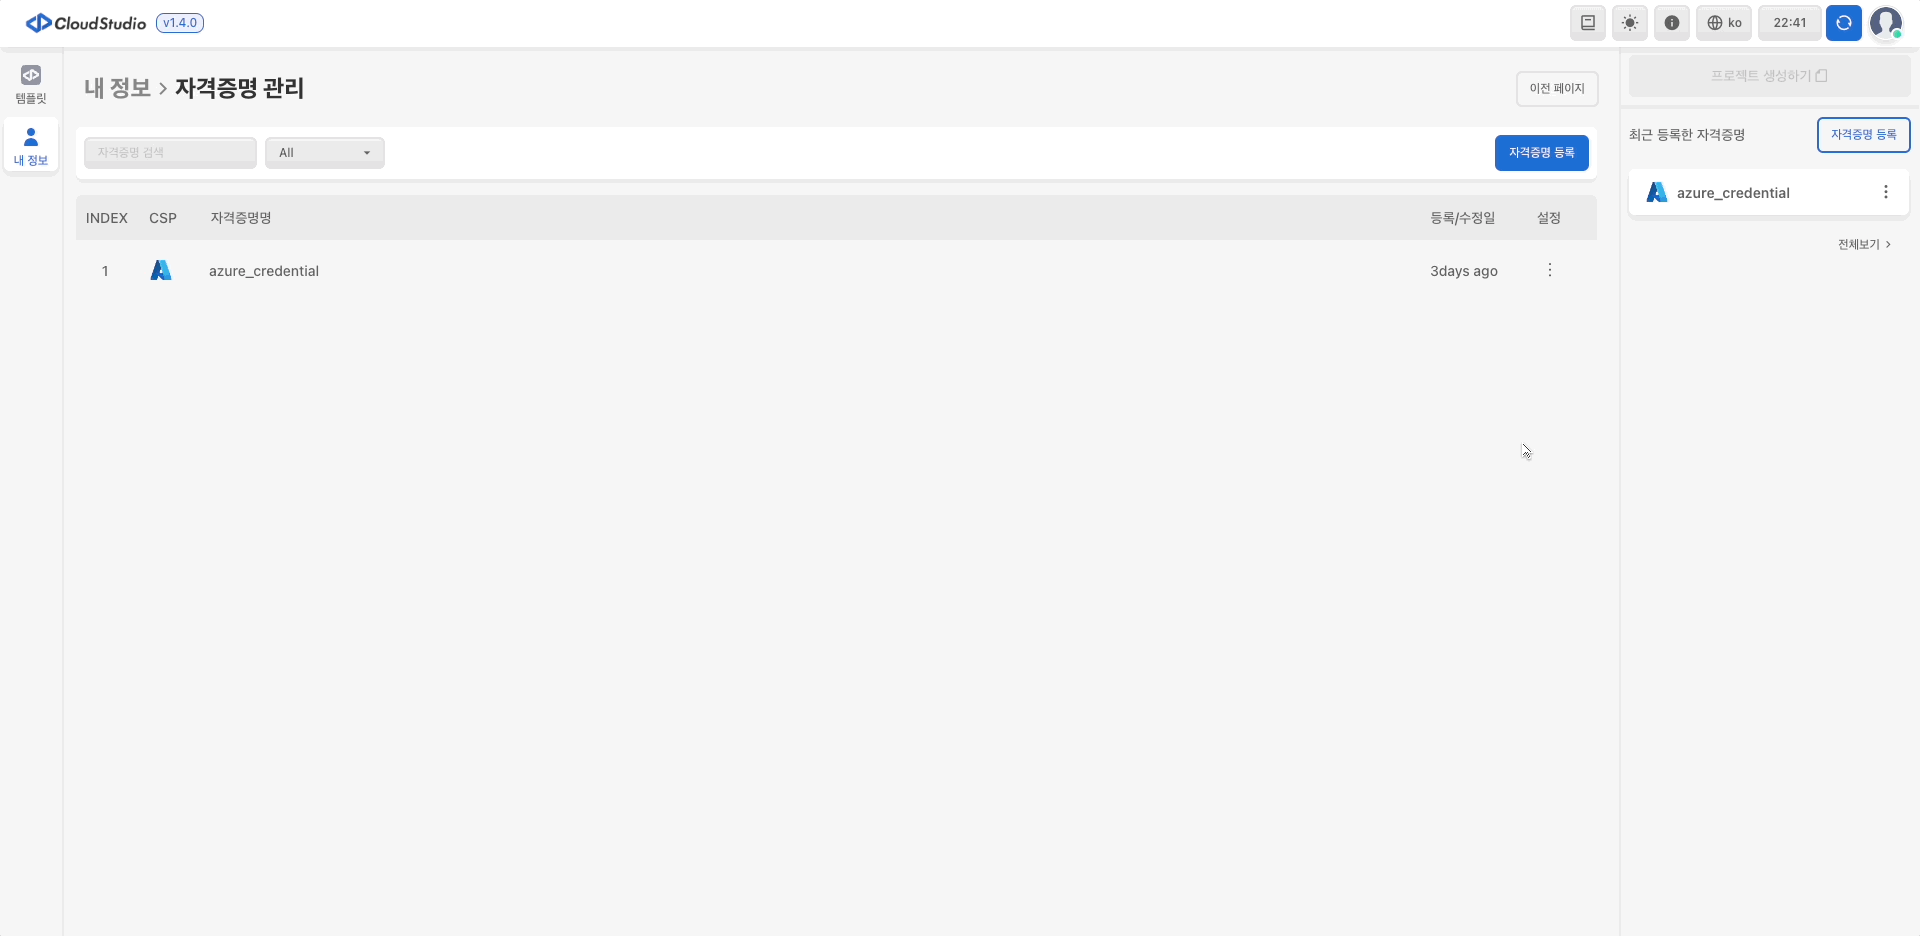 CloudStudio v1.4.0
ko
22:41
템플릿
내 정보
내 정보 > 자격증명 관리
이전 페이지
자격증명 검색
All
자격증명 등록
INDEX CSP 자격증명명 등록/수정일 설정
1 azure_credential 3days ago
프로젝트 생성하기
최근 등록한 자격증명
자격증명 등록
azure_credential
전체보기 >